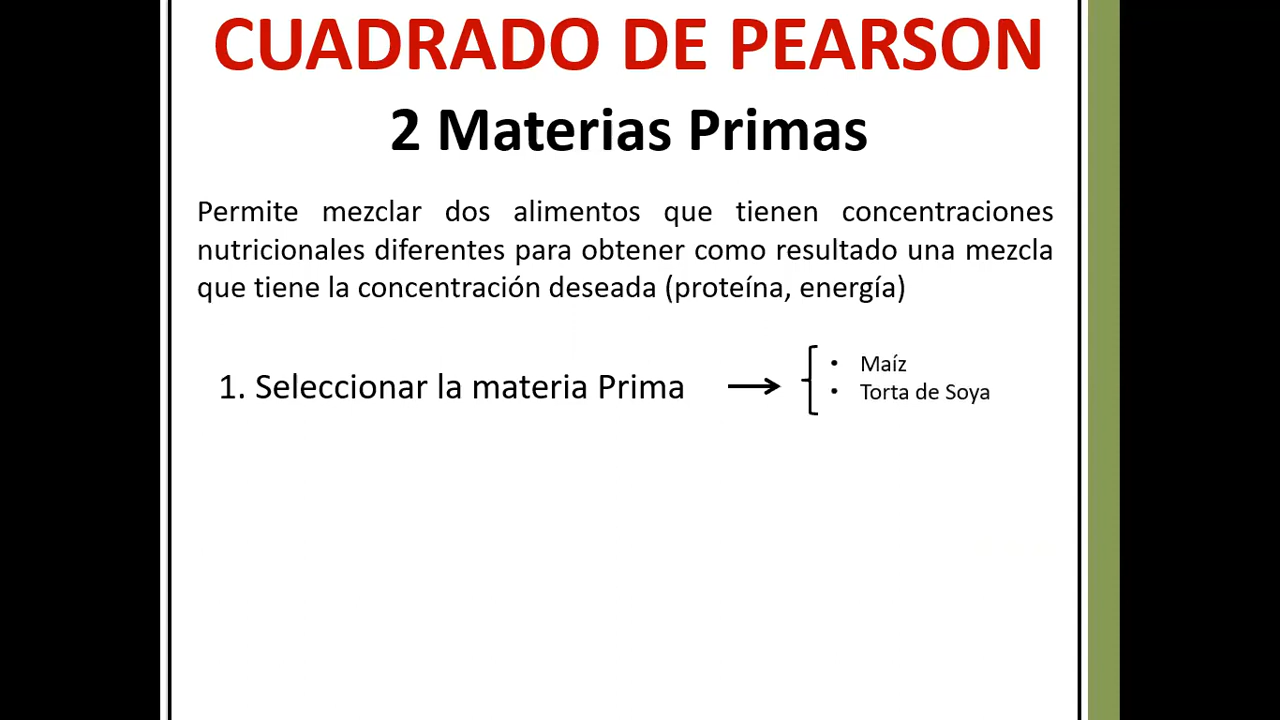 CUADRADO DE PEARSON
2 Materias Primas
Permite mezclar dos alimentos que tienen concentraciones
nutricionales diferentes para obtener como resultado una mezcla
que tiene la concentración deseada (proteína, energía)
1. Seleccionar la materia Prima
• Maíz
• Torta de Soya